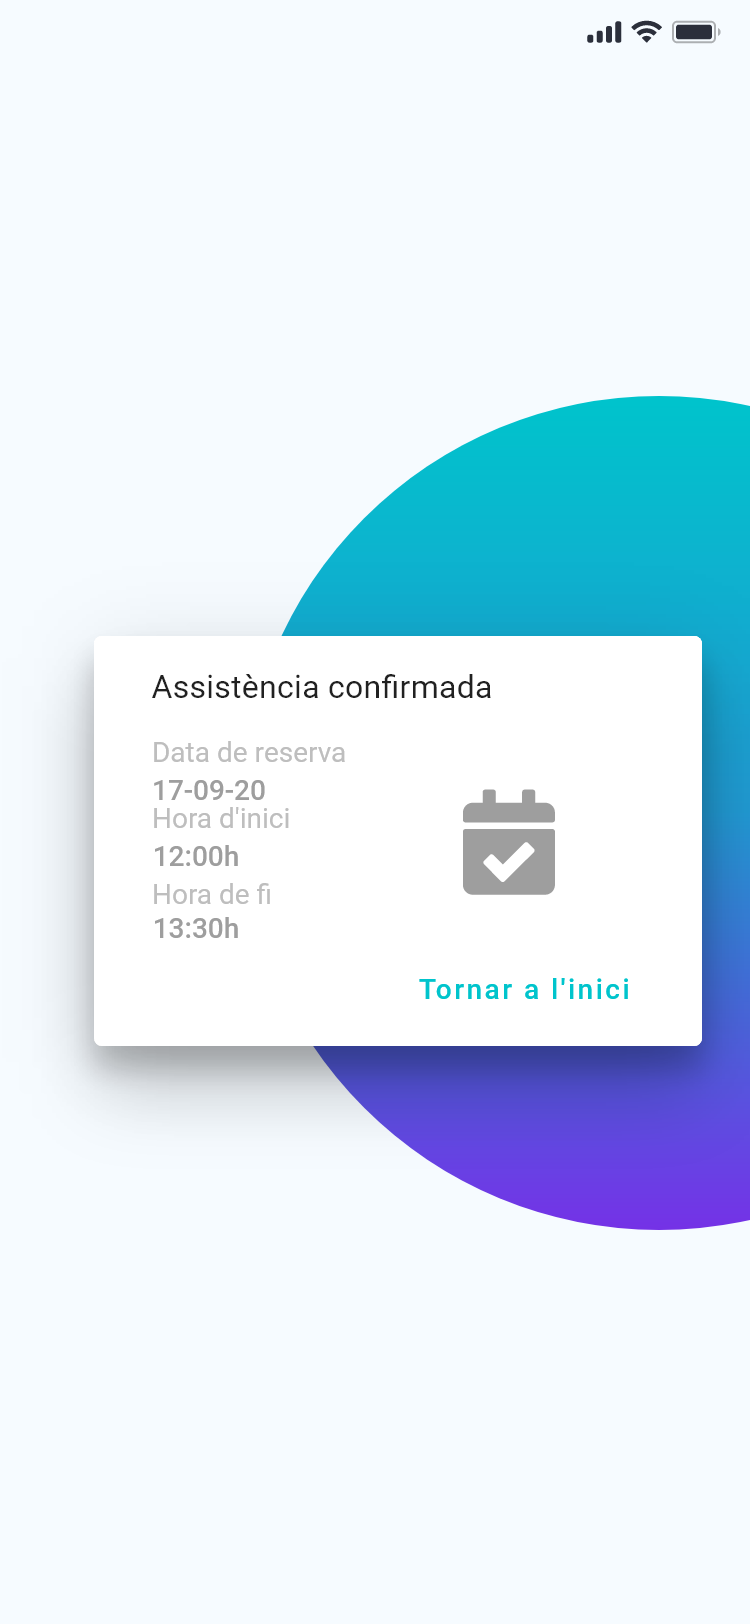 Assistència confirmada
Data de reserva
17-09-20
Hora d'inici
12:00h
Hora de fi
13:30h
Tornar a l'inici